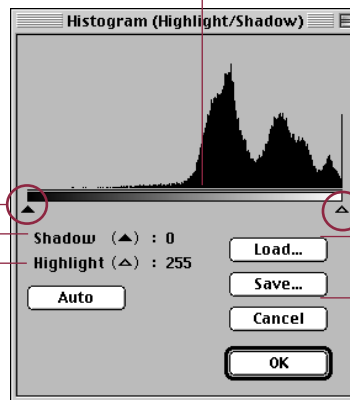 Histogram (Highlight/Shadow)
Shadow (▲) : 0
Highlight (△) : 255
Load...
Auto
Save...
Cancel
OK